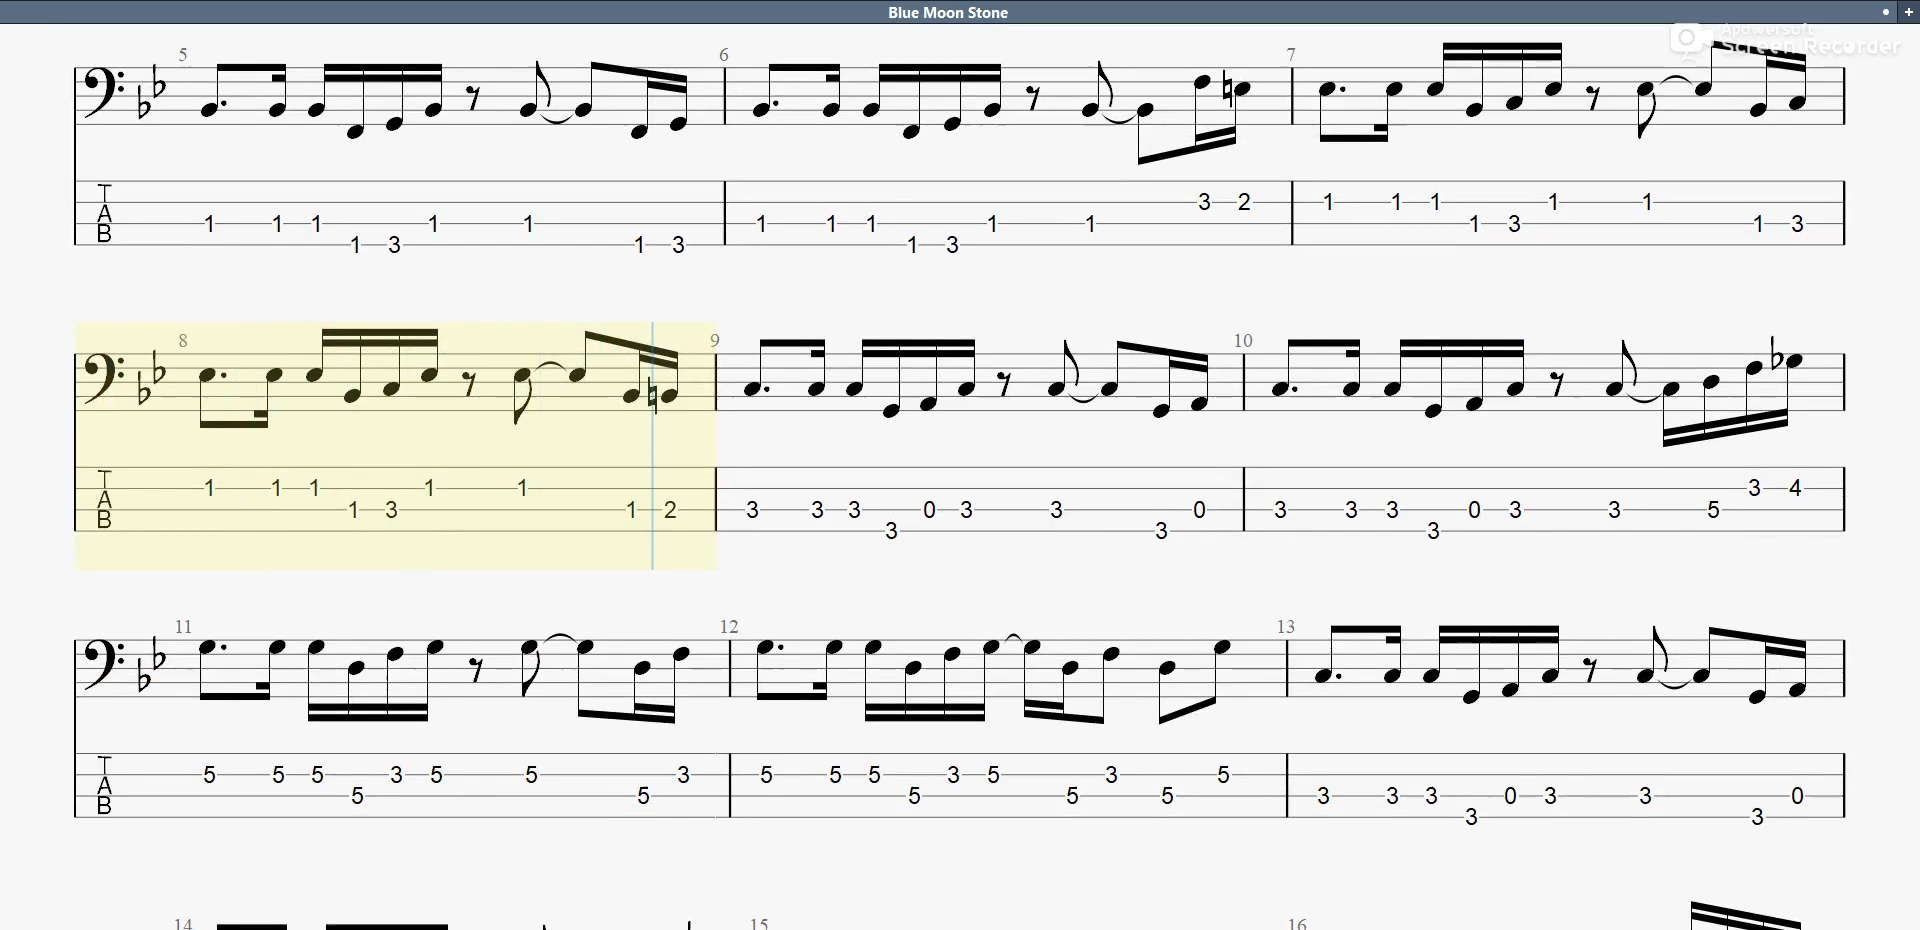 Blue Moon Stone
Apowersoft
Screen Recorder
5 6 7
T
A
B
1 1 1 1 3 1 1 1 3 1 1 1 1 3 1 1 3 2 1 1 1 1 3 1 1 1 3
8 9 10
T
A
B
1 1 1 1 3 1 1 1 2 3 3 3 3 0 3 3 3 0 3 3 3 3 0 3 3 5 3 4
11 12 13
T
A
B
5 5 5 5 3 5 5 5 3 5 5 5 5 3 5 5 3 5 5 3 3 3 3 0 3 3 3 0
14 15 16